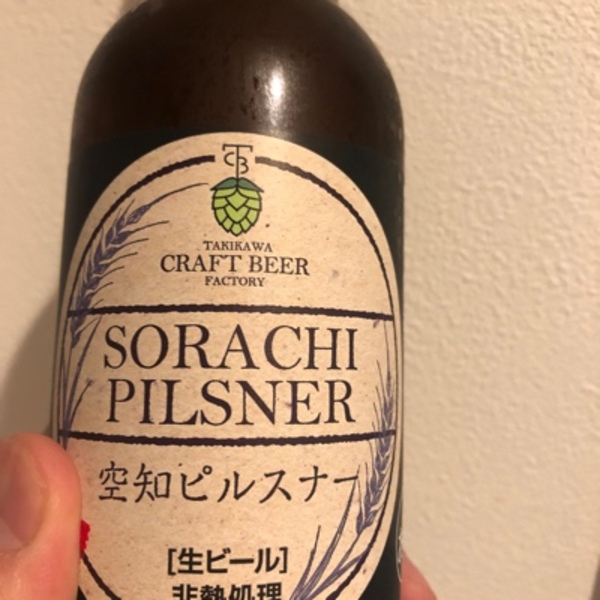 TCB
TAKIKAWA
CRAFT BEER
FACTORY
SORACHI
PILSNER
空知ピルスナー
[生ビール]
非熱処理